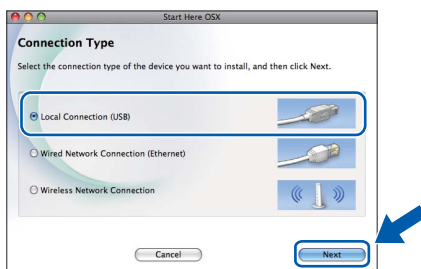 Start Here OSX
Connection Type
Select the connection type of the device you want to install, and then click Next.
Local Connection (USB)
Wired Network Connection (Ethernet)
Wireless Network Connection
Cancel
Next